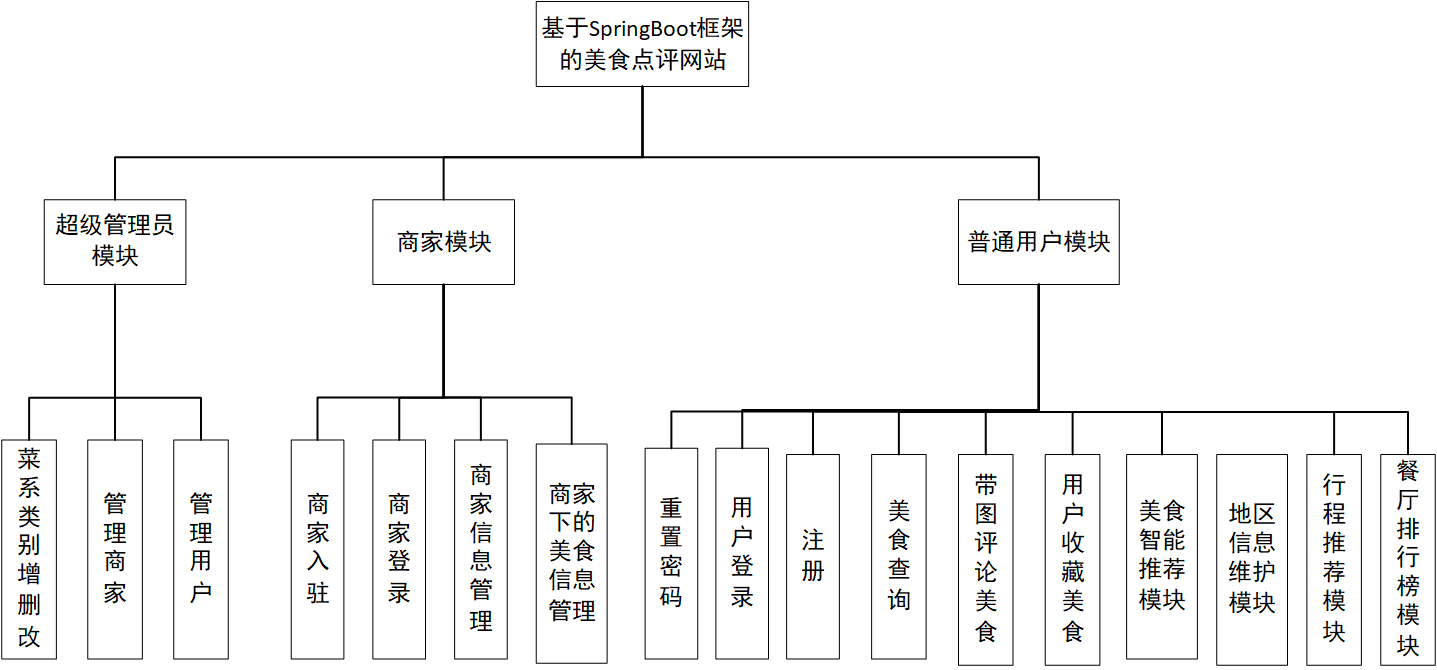 基于SpringBoot框架
的美食点评网站
超级管理员
模块
商家模块
普通用户模块
菜系类别增删改
管理商家
管理用户
商家入驻
商家登录
商家信息管理
商家
下的
美食
信息
管理
重置密码
用户登录
注册
美食查询
带图评论美食
用户收藏美食
美食
智能
推荐
模块
地区
信息
维护
模块
行程推荐模块
餐厅排行榜模块